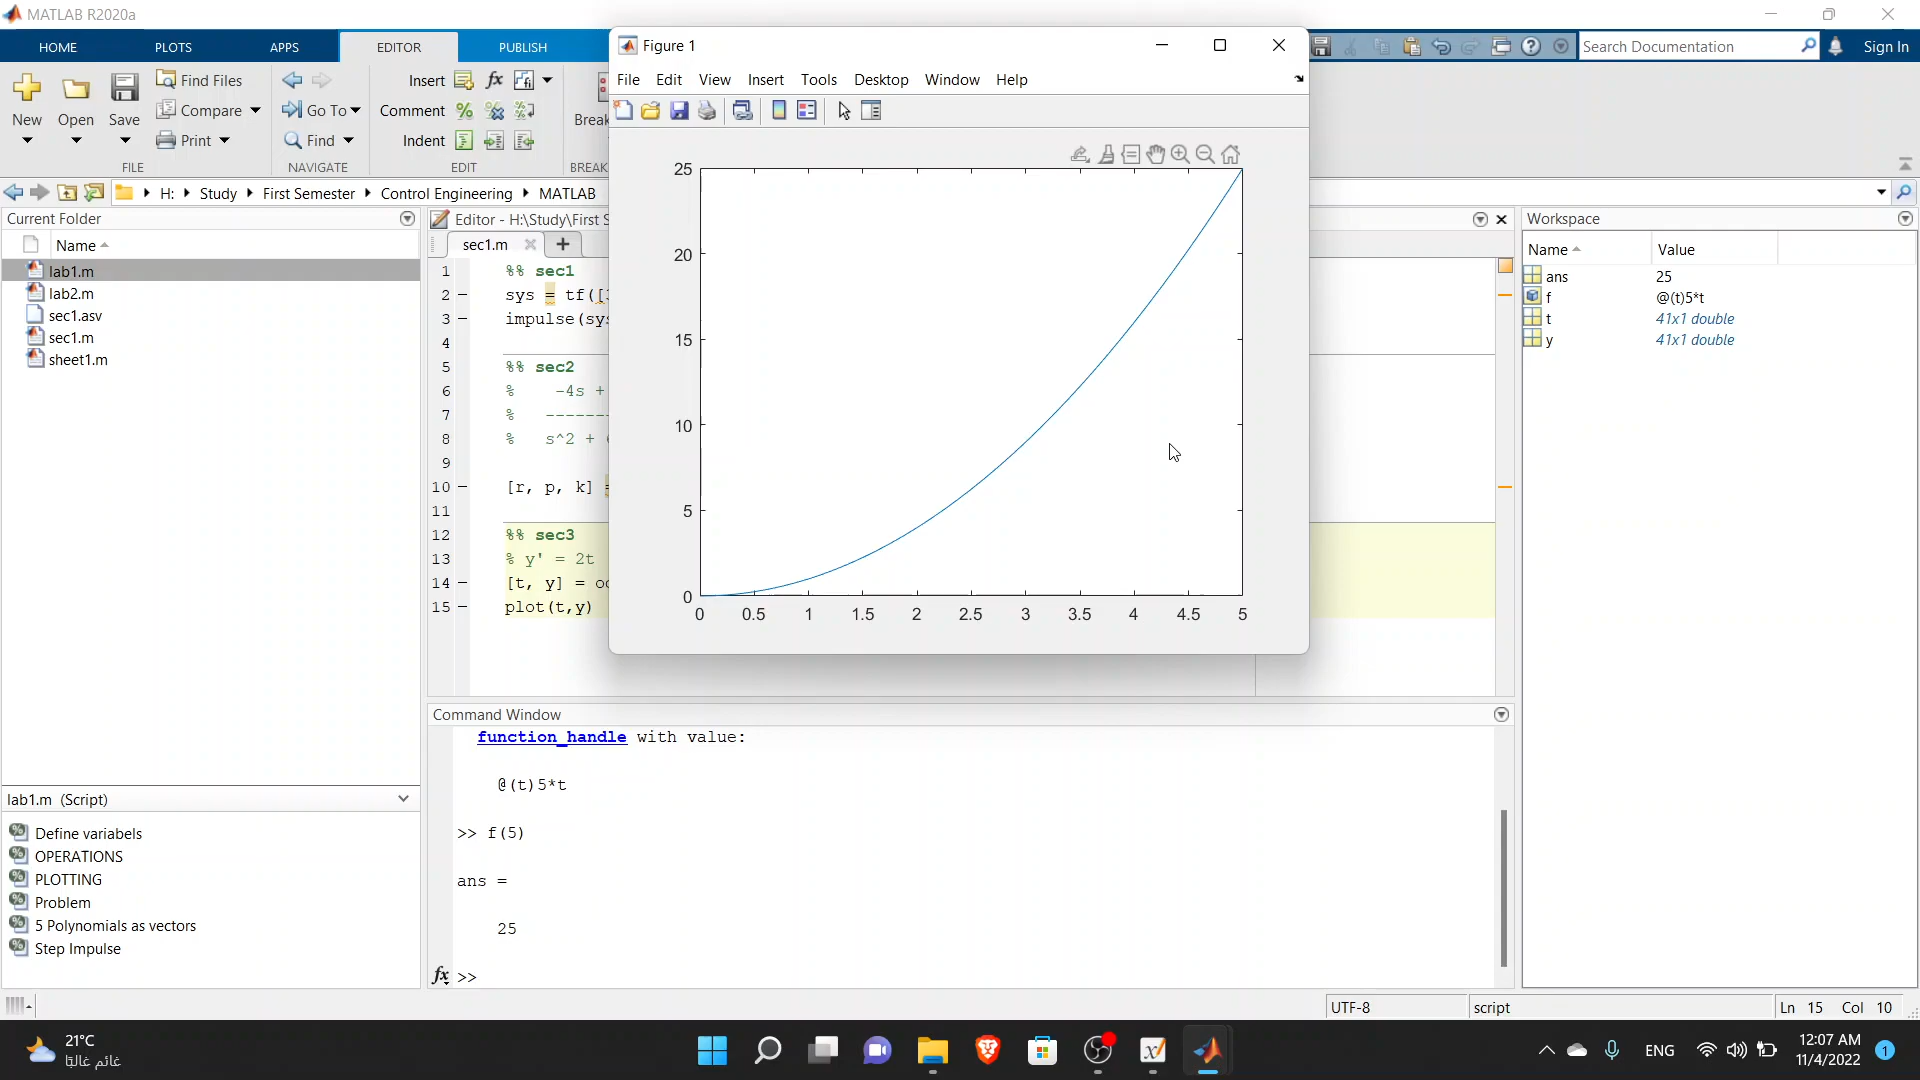 MATLAB R2020a
HOME PLOTS APPS EDITOR PUBLISH
Search Documentation
Sign In
New
Open
Save
Find Files
Compare
Print
FILE
Go To
Find
NAVIGATE
Insert
fx
Comment
Indent
EDIT
Break
BREAK
H: Study First Semester Control Engineering MATLAB
Current Folder
Name
lab1.m
lab2.m
sec1.asv
sec1.m
sheet1.m
lab1.m (Script)
Define variabels
OPERATIONS
PLOTTING
Problem
5 Polynomials as vectors
Step Impulse
Editor - H:\Study\First S
sec1.m
1 %% sec1
2 sys = tf([
3 impulse(sys
4
5 %% sec2
6 % -4s +
7 % -------
8 % s^2 +
9
10 [r, p, k] =
11
12 %% sec3
13 % y' = 2t
14 [t, y] =
15 plot(t,y)
Figure 1
File Edit View Insert Tools Desktop Window Help
25
20
15
10
5
0
0 0.5 1 1.5 2 2.5 3 3.5 4 4.5 5
Command Window
function_handle with value:
@(t)5*t
>> f(5)
ans =
25
fx >>
Workspace
Name Value
ans 25
f @(t)5*t
t 41x1 double
y 41x1 double
UTF-8 script Ln 15 Col 10
21°C
غائم غالبًا
ENG
12:07 AM
11/4/2022
1